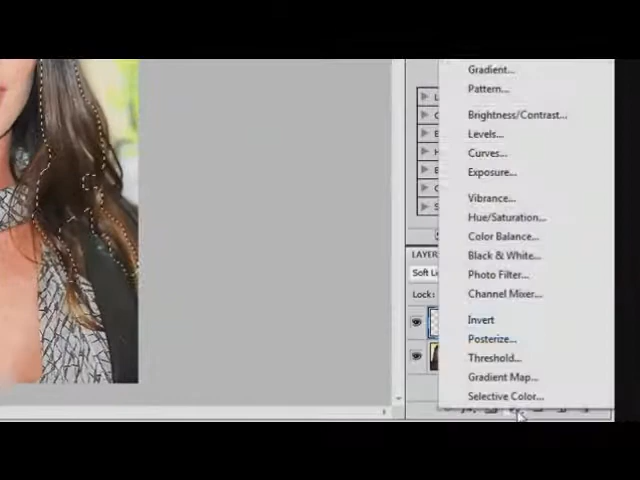 Gradient...
Pattern...
Brightness/Contrast...
Levels...
Curves...
Exposure...
Vibrance...
Hue/Saturation...
Color Balance...
Black & White...
Photo Filter...
Channel Mixer...
Invert
Posterize...
Threshold...
Gradient Map...
Selective Color...
LAYER
Soft Li
Lock: